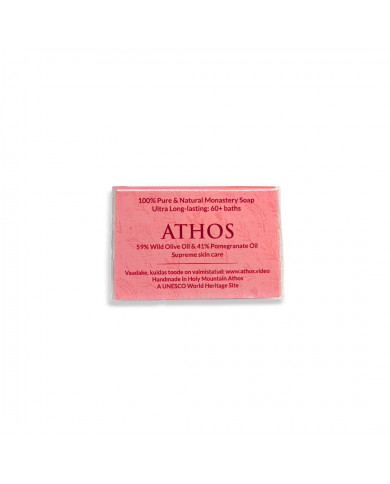 100% Pure & Natural Monastery Soap
Ultra Long-lasting: 60+ baths
ATHOS
59% Wild Olive Oil & 41% Pomegranate Oil
Supreme skin care
Vaadake, kuidas toode on valmistatud: www.athos.video
Handmade in Holy Mountain Athos
A UNESCO World Heritage Site